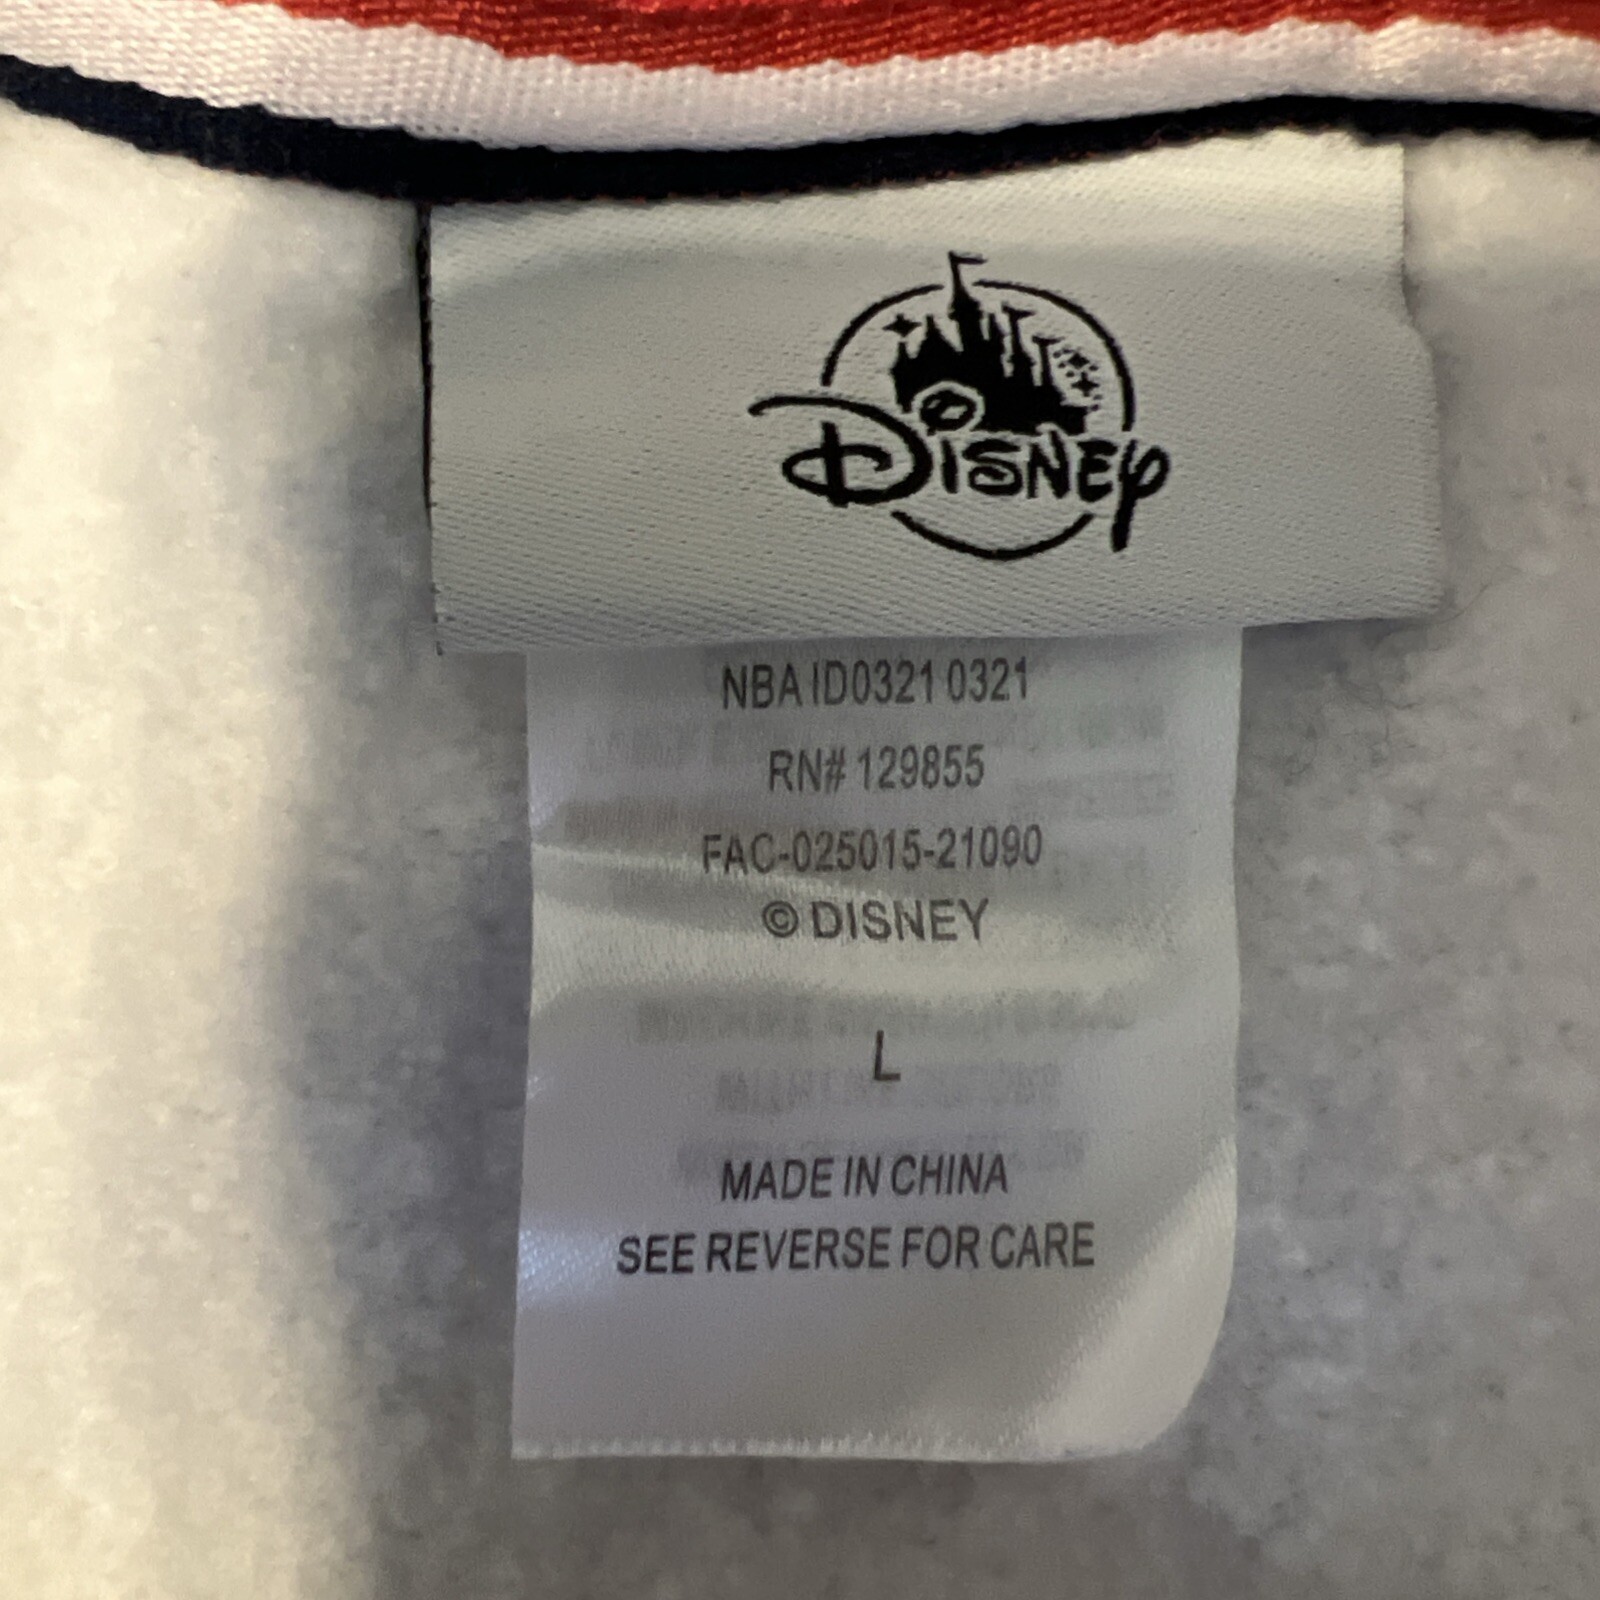 DISNEY
NBA ID0321 0321
RN# 129855
FAC-025015-21090
© DISNEY
L
MADE IN CHINA
SEE REVERSE FOR CARE